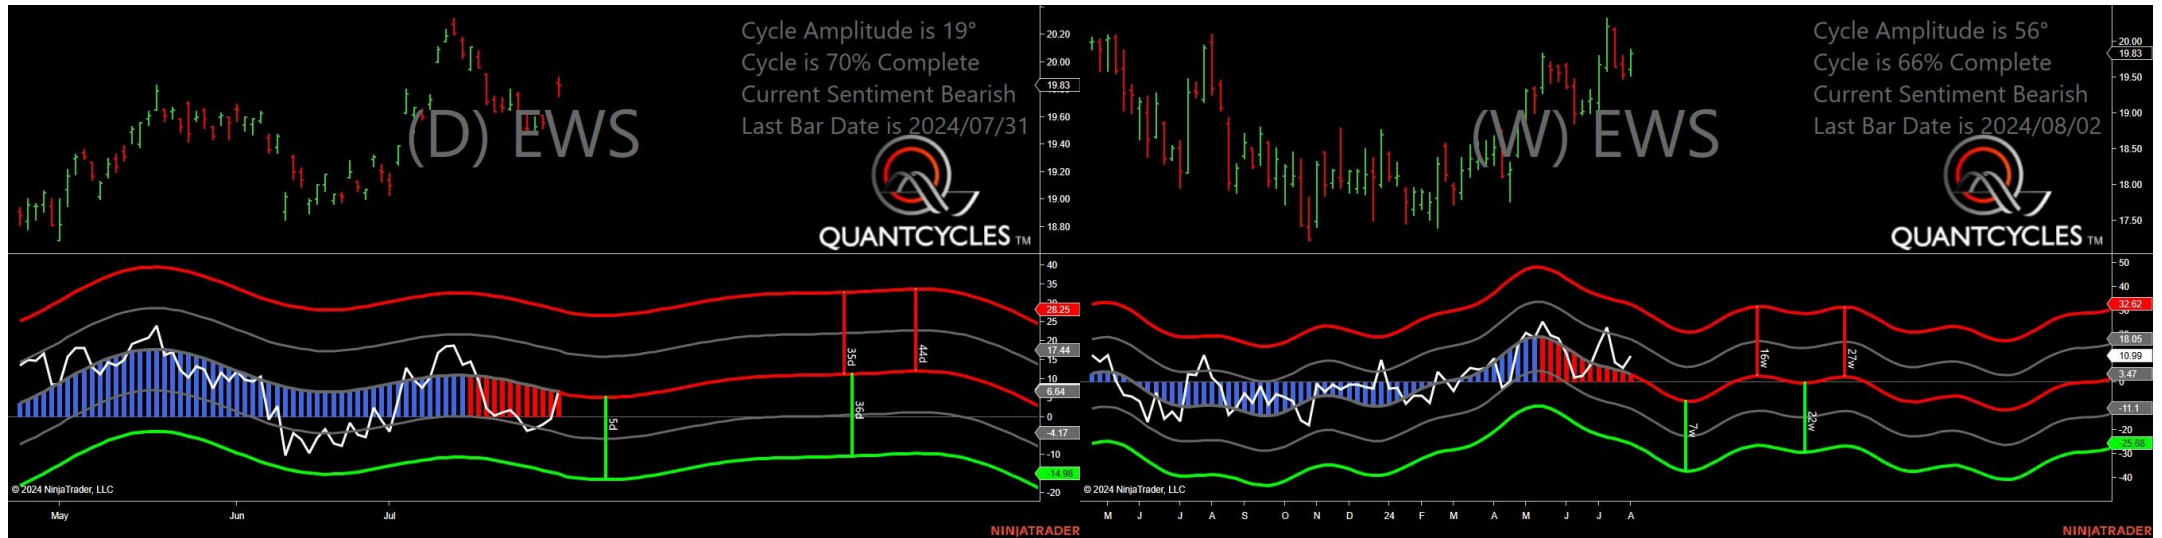 Cycle Amplitude is 19°
Cycle is 70% Complete
Current Sentiment Bearish
Last Bar Date is 2024/07/31
(D) EWS
QUANTCYCLES TM
20.20
20.00
19.83
19.60
19.40
19.20
19.00
18.80
40
35
28.25
25
17.44
15
10
6.64
0
-4.17
-10
-14.98
-20
5d
35d
36d
44d
© 2024 NinjaTrader, LLC
May Jun Jul
NINJATRADER
Cycle Amplitude is 56°
Cycle is 66% Complete
Current Sentiment Bearish
Last Bar Date is 2024/08/02
(W) EWS
QUANTCYCLES TM
20.00
19.83
19.50
19.00
18.50
18.00
17.50
50
40
32.62
18.05
10.99
3.47
0
-11.1
-20
-25.68
-30
-40
7w
16w
22w
27w
© 2024 NinjaTrader, LLC
M J J A S O N D 24 F M A M J J A
NINJATRADER